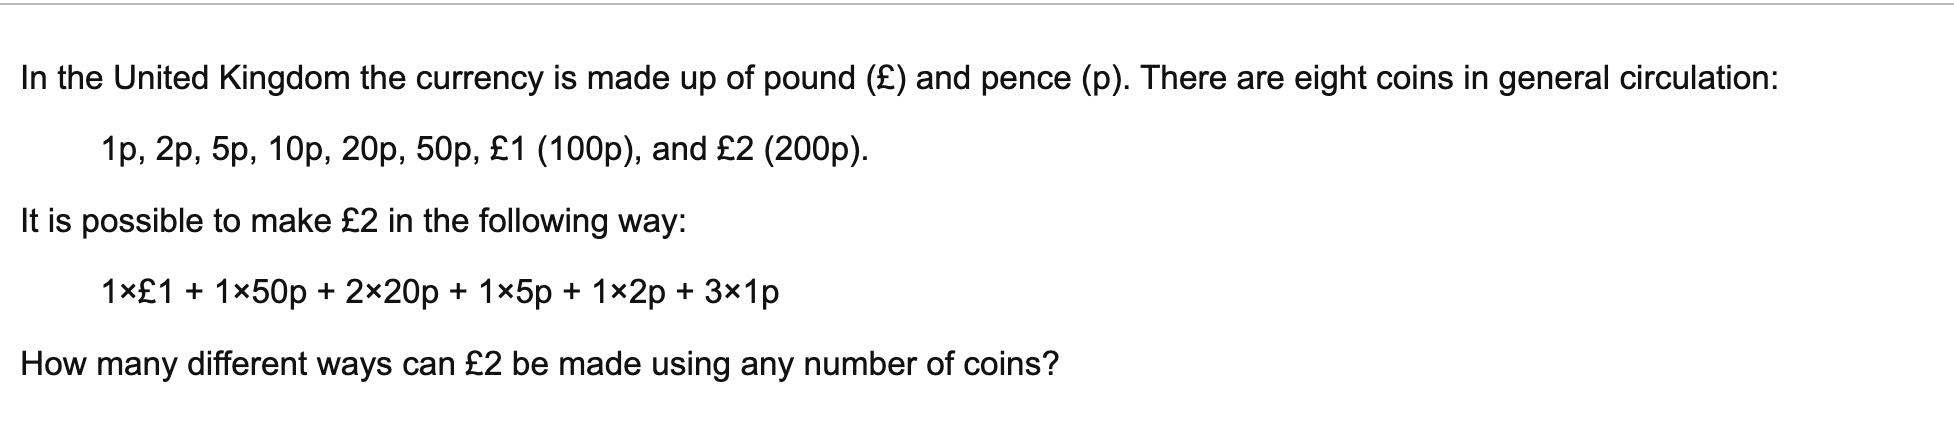 In the United Kingdom the currency is made up of pound (£) and pence (p). There are eight coins in general circulation:
1p, 2p, 5p, 10p, 20p, 50p, £1 (100p), and £2 (200p).
It is possible to make £2 in the following way:
1×£1 + 1×50p + 2×20p + 1×5p + 1×2p + 3×1p
How many different ways can £2 be made using any number of coins?